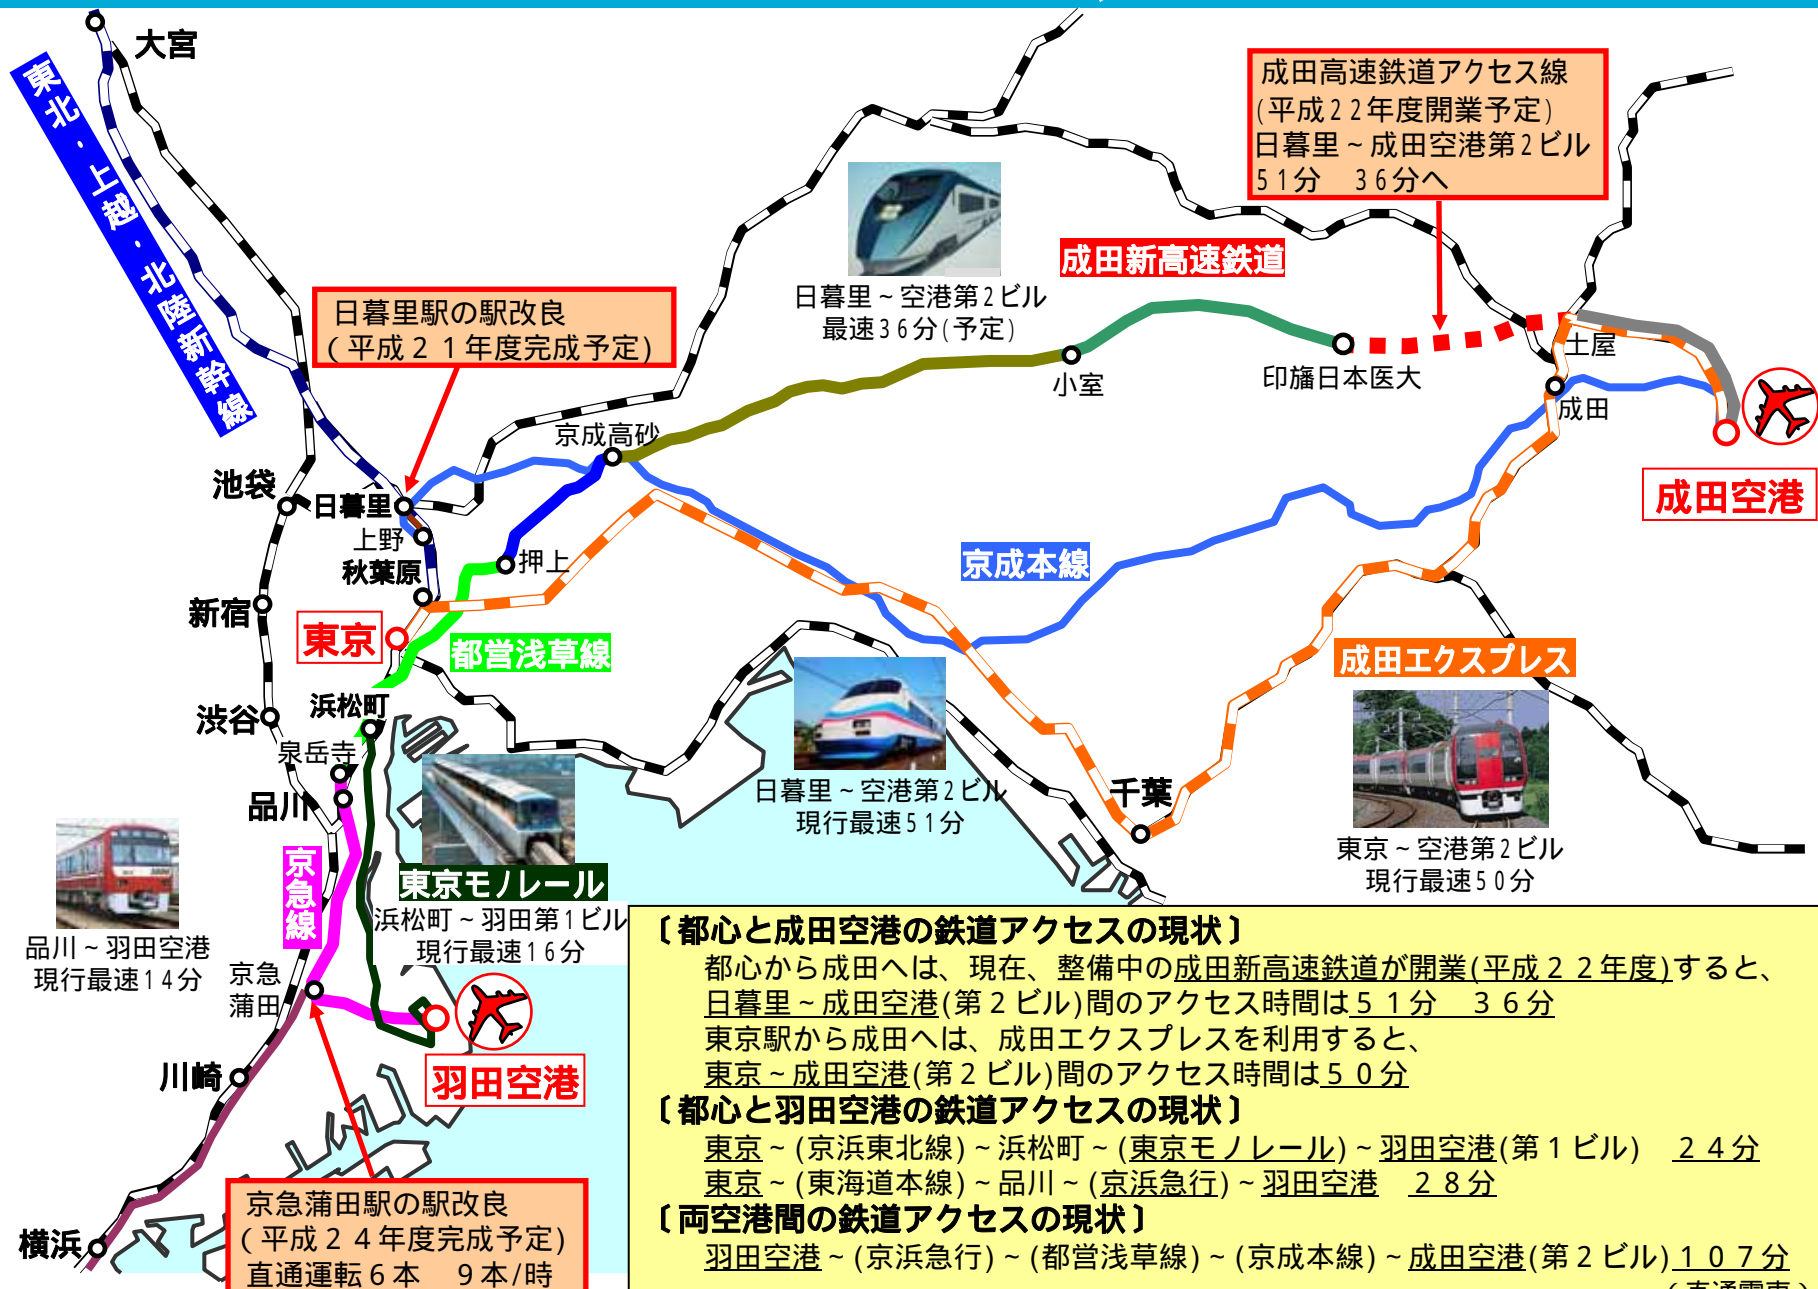 大宮
東北・上越・北陸新幹線
成田高速鉄道アクセス線
(平成22年度開業予定)
日暮里~成田空港第2ビル
51分　36分へ
成田新高速鉄道
日暮里~空港第2ビル
最速36分(予定)
日暮里駅の駅改良
(平成21年度完成予定)
小室
印旛日本医大
土屋
成田
成田空港
京成高砂
池袋
日暮里
上野
秋葉原
押上
京成本線
新宿
東京
都営浅草線
成田エクスプレス
渋谷
浜松町
泉岳寺
品川
日暮里~空港第2ビル
現行最速51分
千葉
東京~空港第2ビル
現行最速50分
京急線
東京モノレール
浜松町~羽田第1ビル
現行最速16分
品川~羽田空港
現行最速14分
京急
蒲田
川崎
羽田空港
横浜
京急蒲田駅の駅改良
(平成24年度完成予定)
直通運転6本　9本/時
〔都心と成田空港の鉄道アクセスの現状〕
都心から成田へは、現在、整備中の成田新高速鉄道が開業(平成22年度)すると、
日暮里~成田空港(第2ビル)間のアクセス時間は51分　36分
東京駅から成田へは、成田エクスプレスを利用すると、
東京~成田空港(第2ビル)間のアクセス時間は50分
〔都心と羽田空港の鉄道アクセスの現状〕
東京~(京浜東北線)~浜松町~(東京モノレール)~羽田空港(第1ビル)　24分
東京~(東海道本線)~品川~(京浜急行)~羽田空港　28分
〔両空港間の鉄道アクセスの現状〕
羽田空港~(京浜急行)~(都営浅草線)~(京成本線)~成田空港(第2ビル)107分
(直通電車)